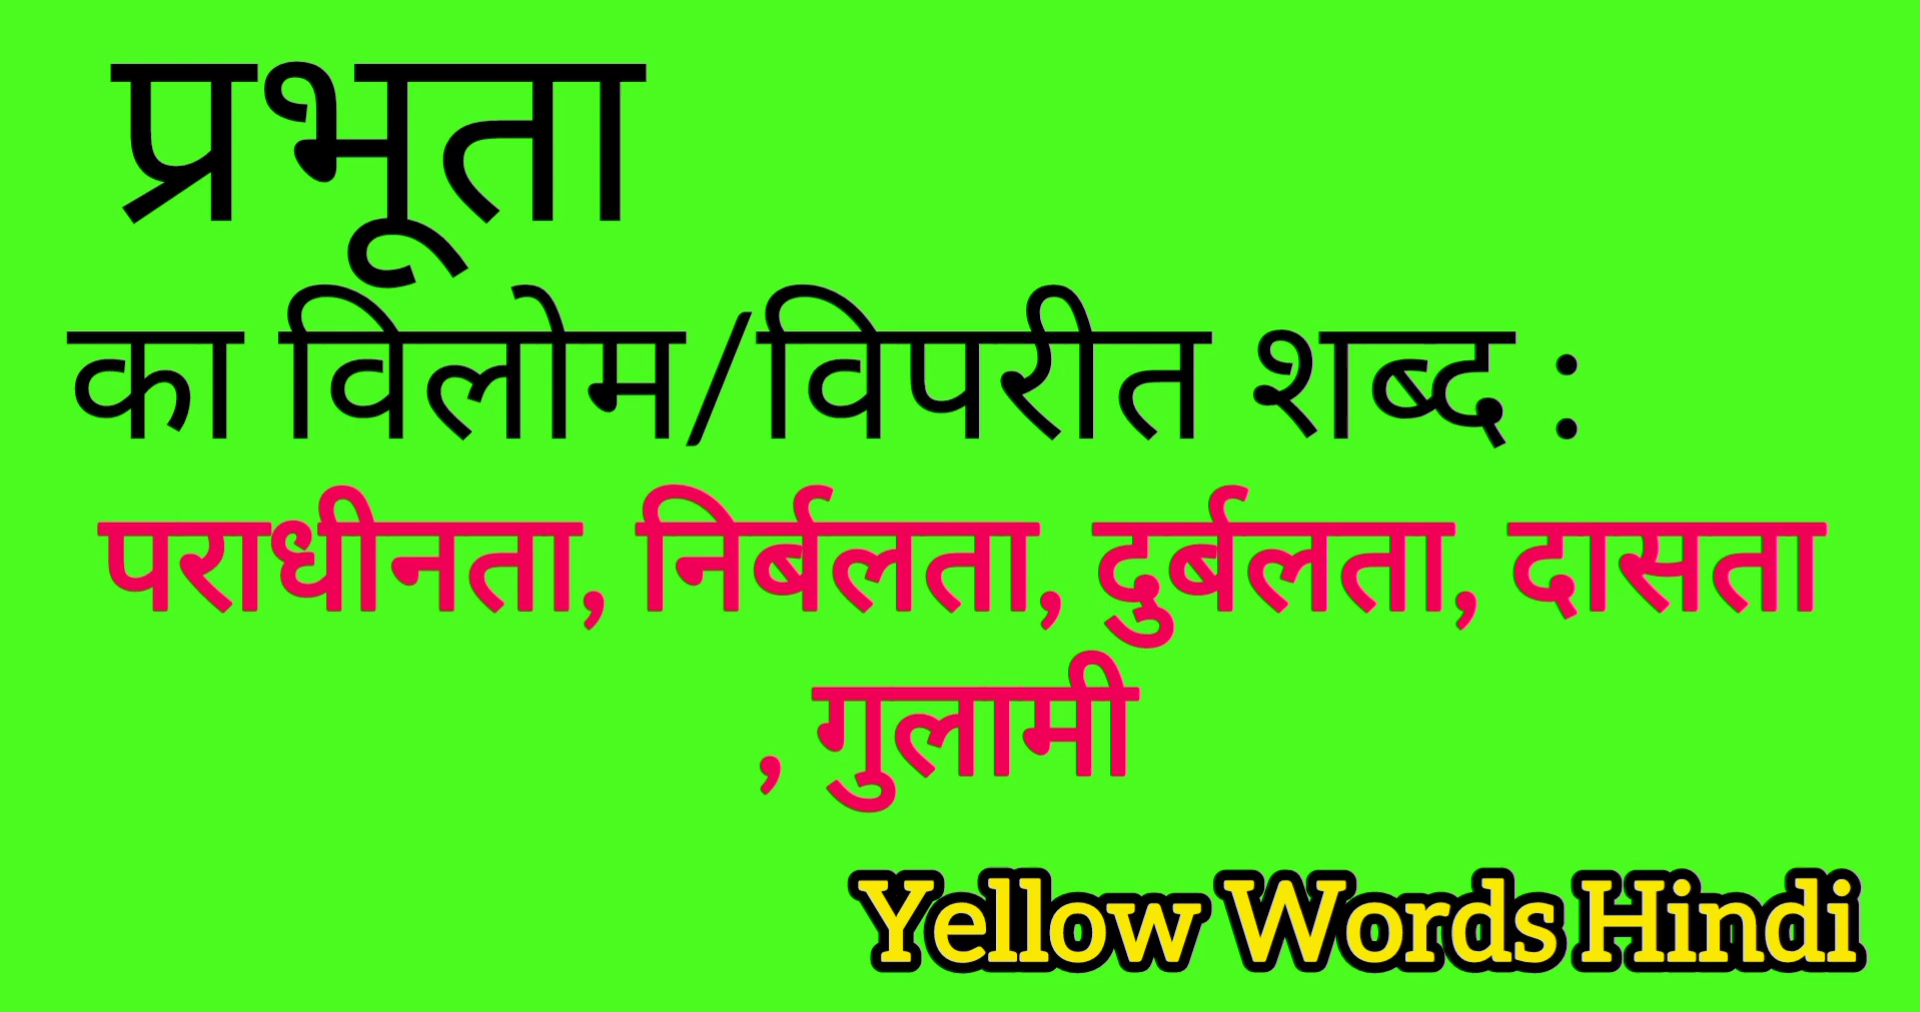 प्रभूता
का विलोम/विपरीत शब्द :
पराधीनता, निर्बलता, दुर्बलता, दासता
, गुलामी
Yellow Words Hindi